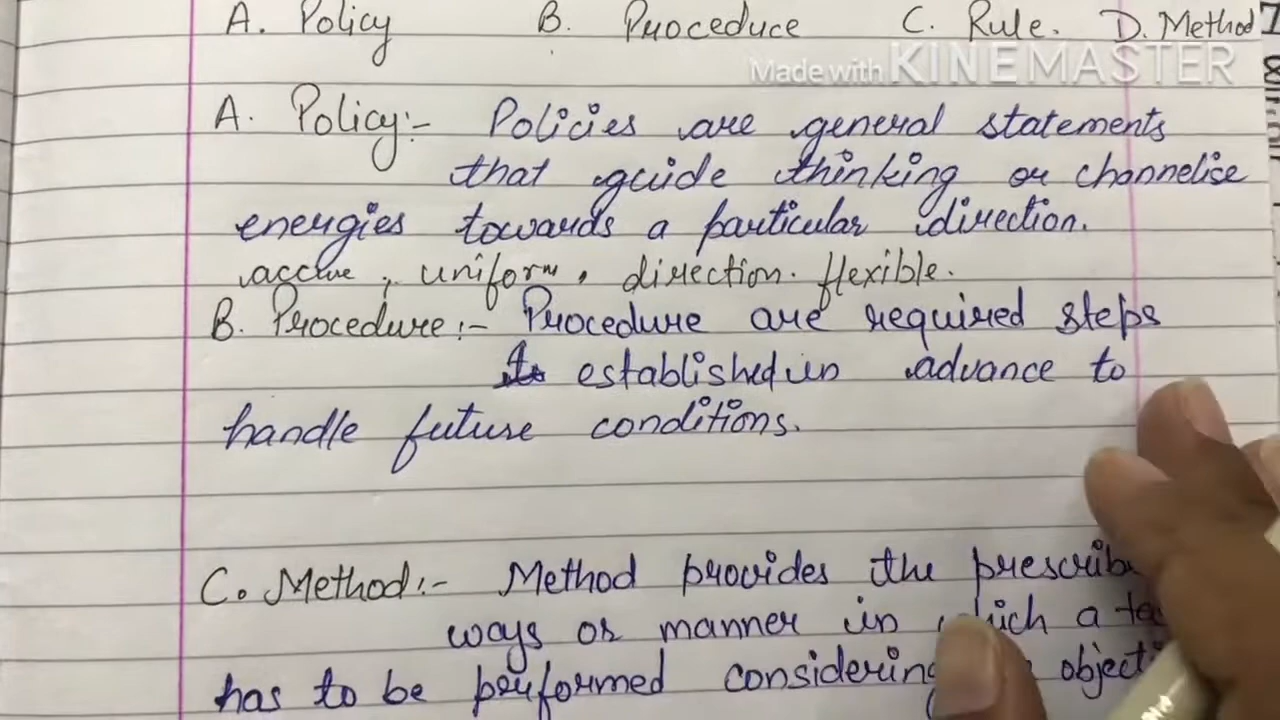 A. Policy B. Proceduce C. Rule. D. Method
Made with KINEMASTER
A. Policy:- Policies are general statements
that guide thinking or channelise
energies towards a particular direction.
uniform, direction. flexible.
B. Procedure:- Procedure are required steps
established in advance to
handle future conditions.
C. Method:- Method provides the
ways or manner in which a
has to be performed considering